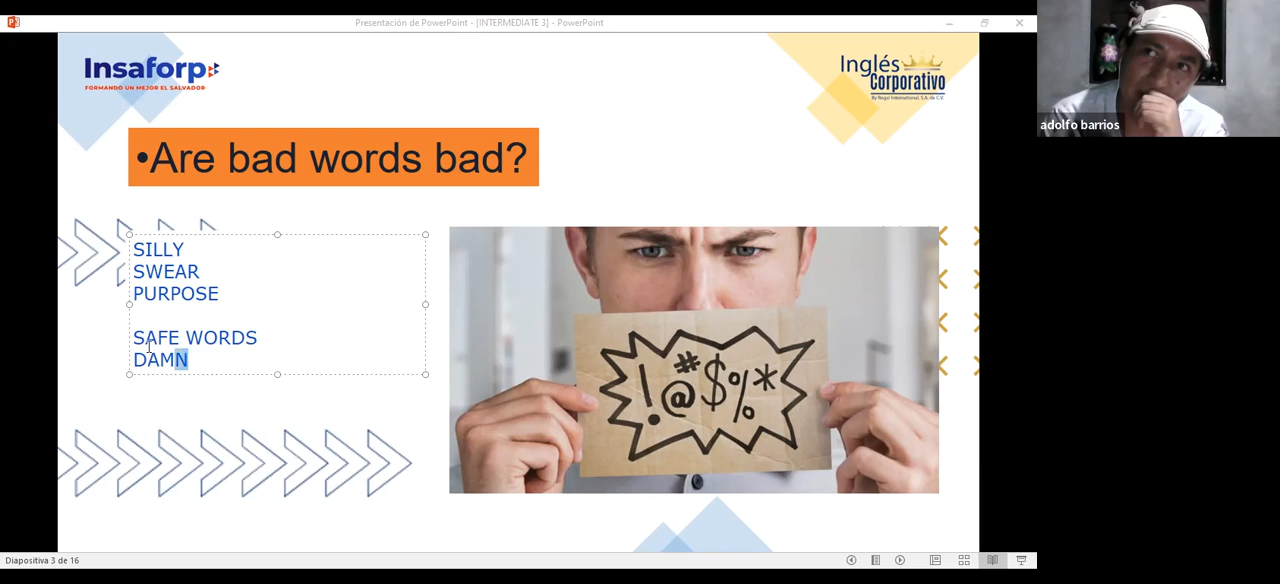 Presentación de PowerPoint - [INTERMEDIATE 3] - PowerPoint
Insaforp
FORMANDO UN MEJOR EL SALVADOR
Inglés
Corporativo
By Regal International, S.A. de C.V.
adolfo barrios
•Are bad words bad?
SILLY
SWEAR
PURPOSE
SAFE WORDS
DAMN
!@#$%*
Diapositiva 3 de 16